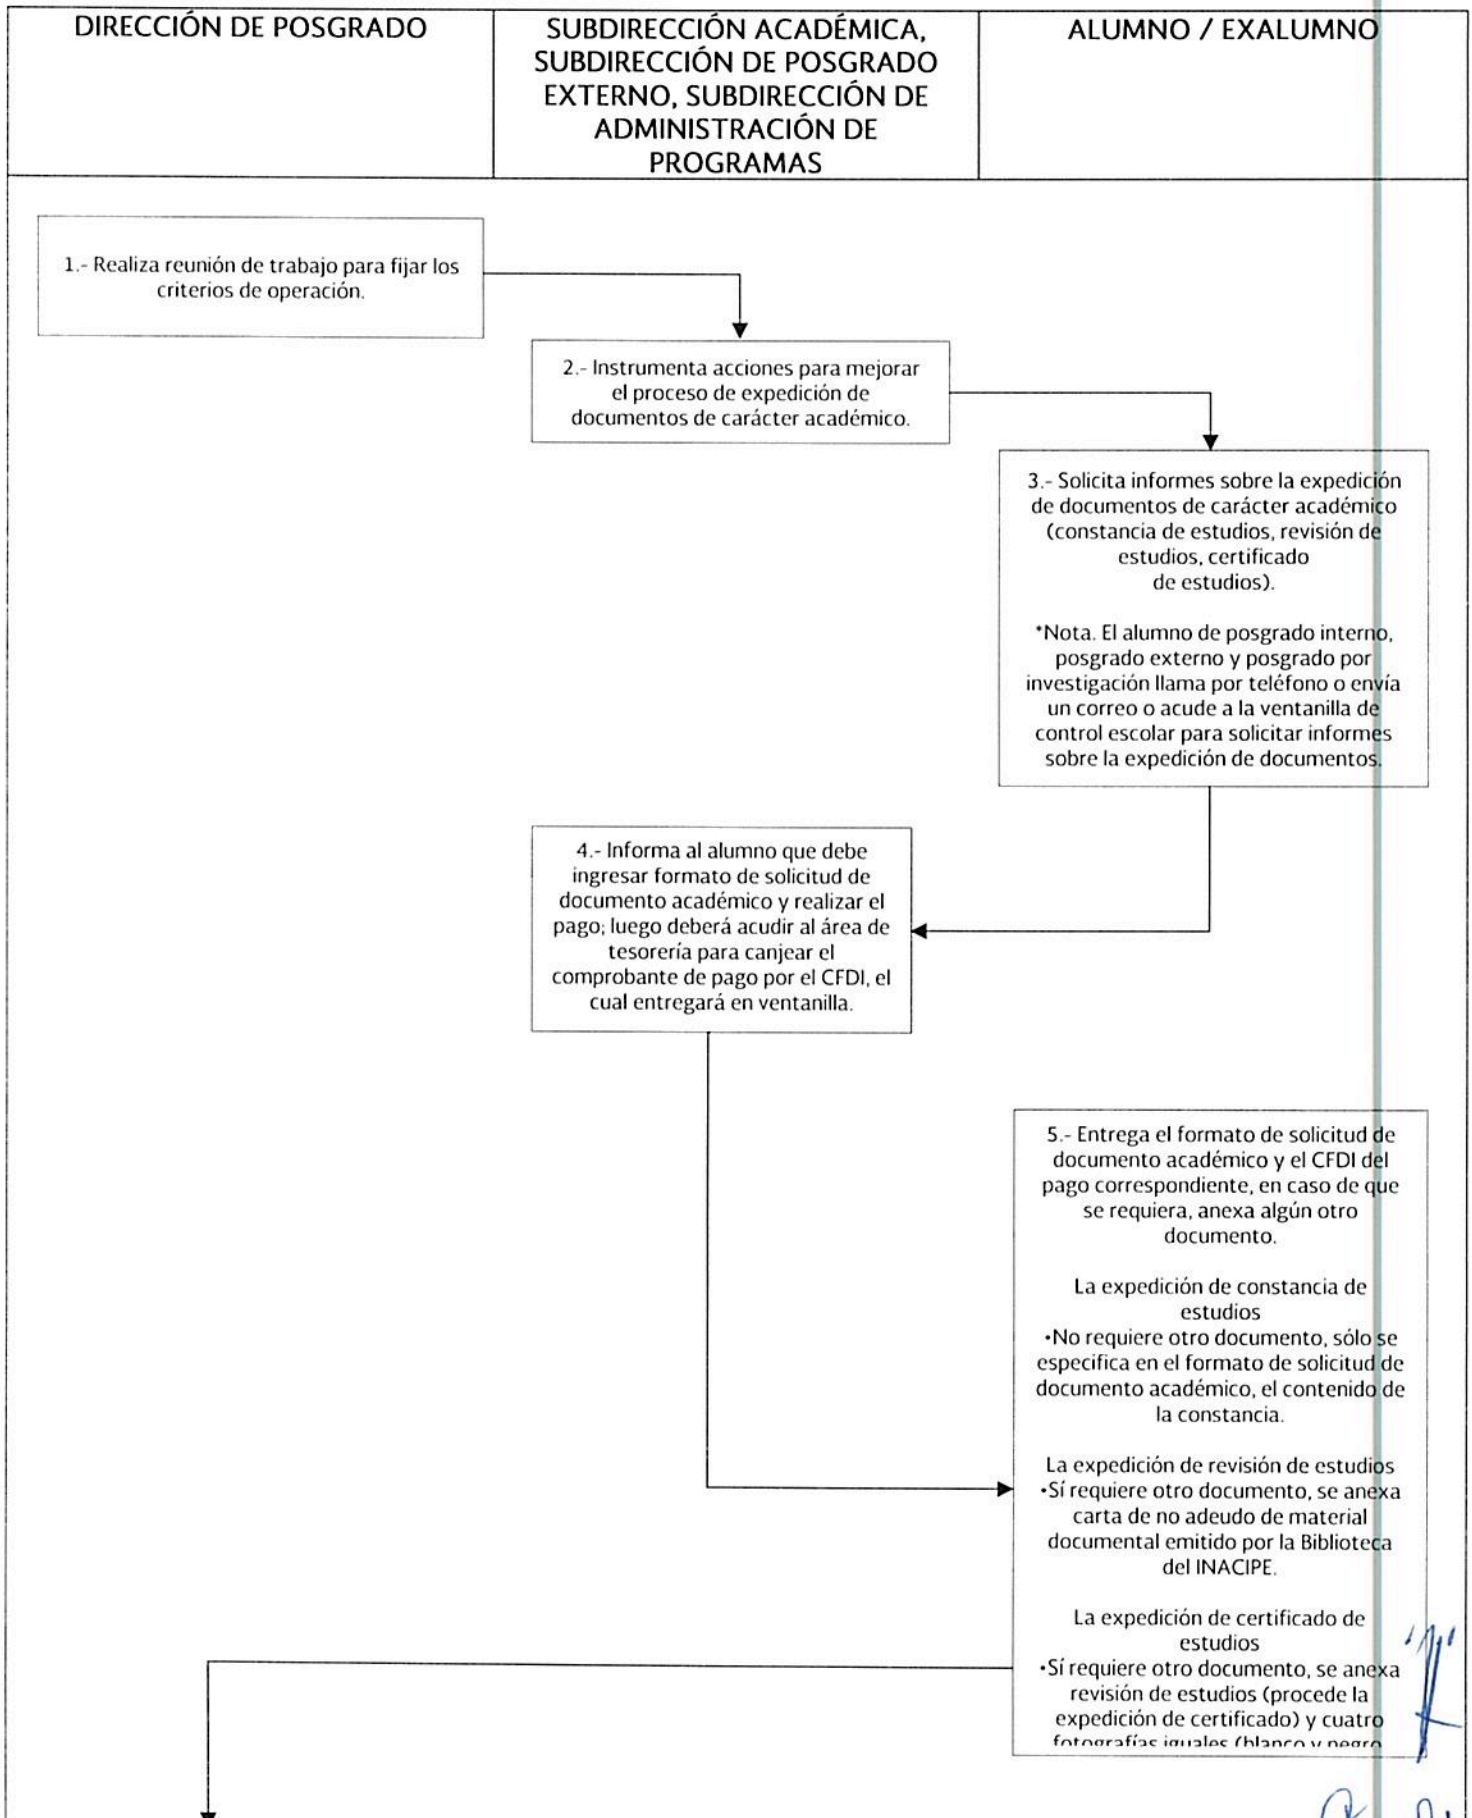 DIRECCIÓN DE POSGRADO
SUBDIRECCIÓN ACADÉMICA,
SUBDIRECCIÓN DE POSGRADO
EXTERNO, SUBDIRECCIÓN DE
ADMINISTRACIÓN DE
PROGRAMAS
ALUMNO / EXALUMNO
1.- Realiza reunión de trabajo para fijar los
criterios de operación.
2.- Instrumenta acciones para mejorar
el proceso de expedición de
documentos de carácter académico.
3.- Solicita informes sobre la expedición
de documentos de carácter académico
(constancia de estudios, revisión de
estudios, certificado
de estudios).
*Nota. El alumno de posgrado interno,
posgrado externo y posgrado por
investigación llama por teléfono o envía
un correo o acude a la ventanilla de
control escolar para solicitar informes
sobre la expedición de documentos.
4.- Informa al alumno que debe
ingresar formato de solicitud de
documento académico y realizar el
pago; luego deberá acudir al área de
tesorería para canjear el
comprobante de pago por el CFDI, el
cual entregará en ventanilla.
5.- Entrega el formato de solicitud de
documento académico y el CFDI del
pago correspondiente, en caso de que
se requiera, anexa algún otro
documento.
La expedición de constancia de
estudios
•No requiere otro documento, sólo se
especifica en el formato de solicitud de
documento académico, el contenido de
la constancia.
La expedición de revisión de estudios
•Sí requiere otro documento, se anexa
carta de no adeudo de material
documental emitido por la Biblioteca
del INACIPE.
La expedición de certificado de
estudios
•Sí requiere otro documento, se anexa
revisión de estudios (procede la
expedición de certificado) y cuatro
fotografías iguales (blanco y negro